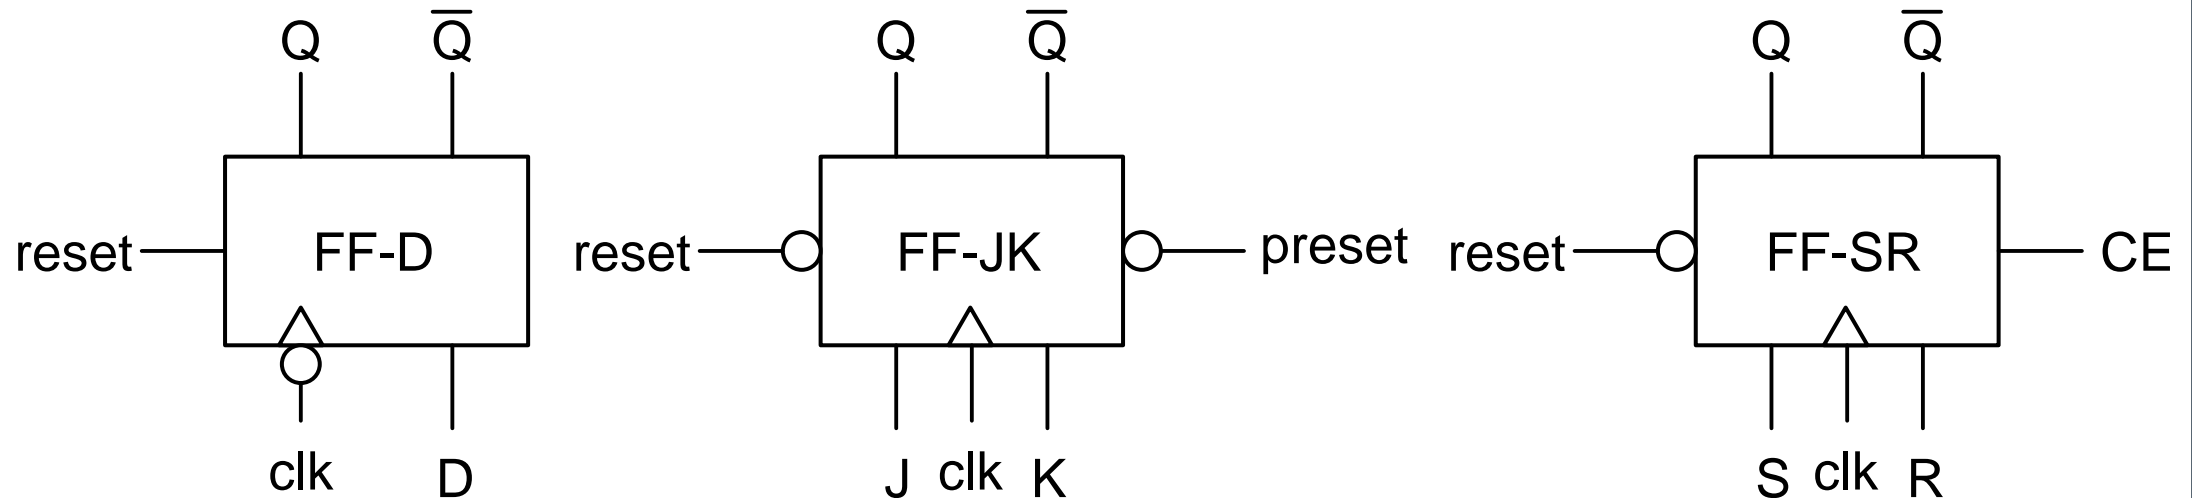 Q Q̅ Q Q̅ Q Q̅
reset FF-D reset FF-JK preset reset FF-SR CE
clk D J clk K S clk R